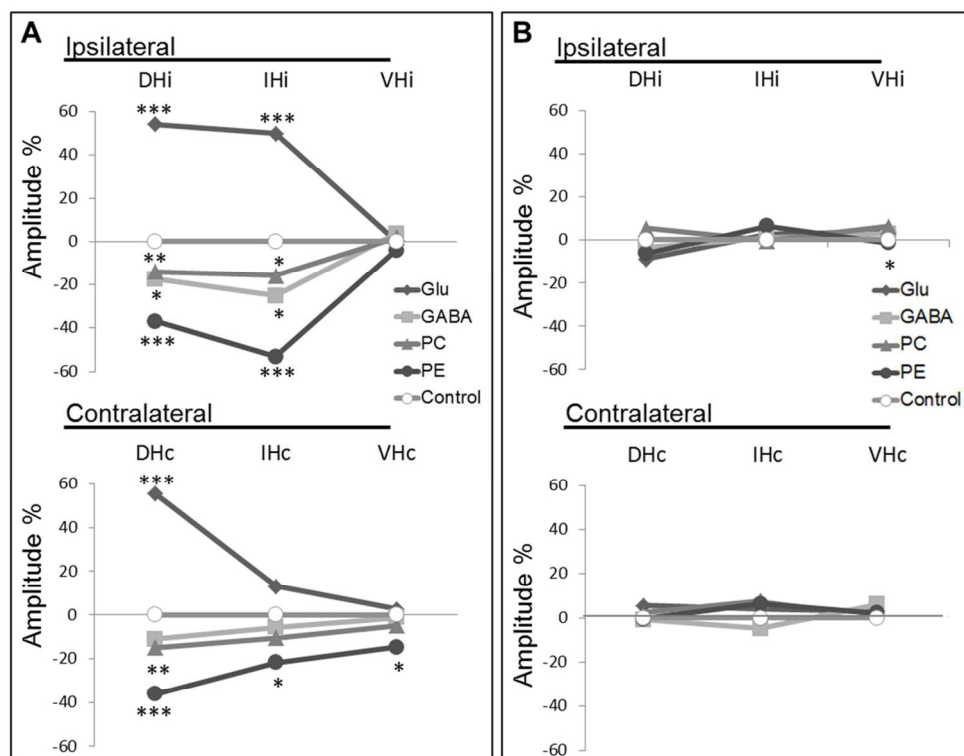 A
Ipsilateral
DHi IHi VHi
Amplitude %
60
40
20
0
-20
-40
-60
*** ***
** *
* *
*** ***
Glu
GABA
PC
PE
Control
Contralateral
DHc IHc VHc
Amplitude %
60
40
20
0
-20
-40
-60
***
**
*** * *
B
Ipsilateral
DHi IHi VHi
Amplitude %
60
40
20
0
-20
-40
-60
*
Glu
GABA
PC
PE
Control
Contralateral
DHc IHc VHc
Amplitude %
60
40
20
0
-20
-40
-60